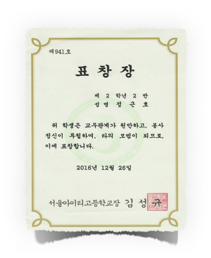 제941호
표 창 장
제 2 학년 2 반
성 명 정 근 호
위 학생은 교우관계가 원만하고, 봉사
정신이 투철하여, 타의 모범이 되므로,
이에 표창합니다.
2016년 12월 26일
서울아이티고등학교장 김 성 규